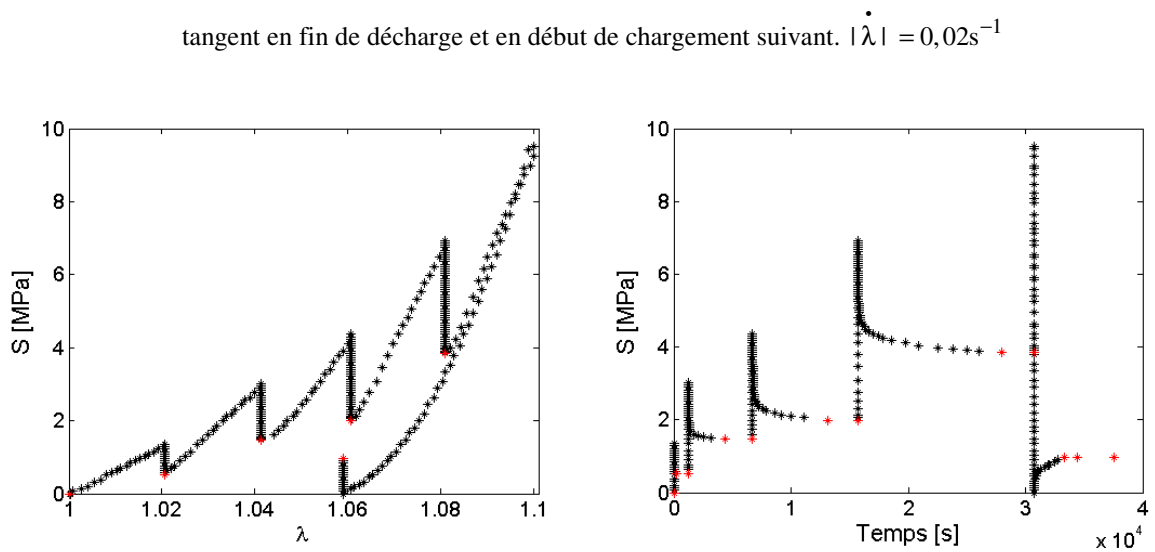 tangent en fin de décharge et en début de chargement suivant. |λ̇| = 0,02s⁻¹
10
8
6
4
2
0
S [MPa]
1 1.02 1.04 1.06 1.08 1.1
λ
10
8
6
4
2
0
S [MPa]
0 1 2 3 4
Temps [s]
x 10⁴